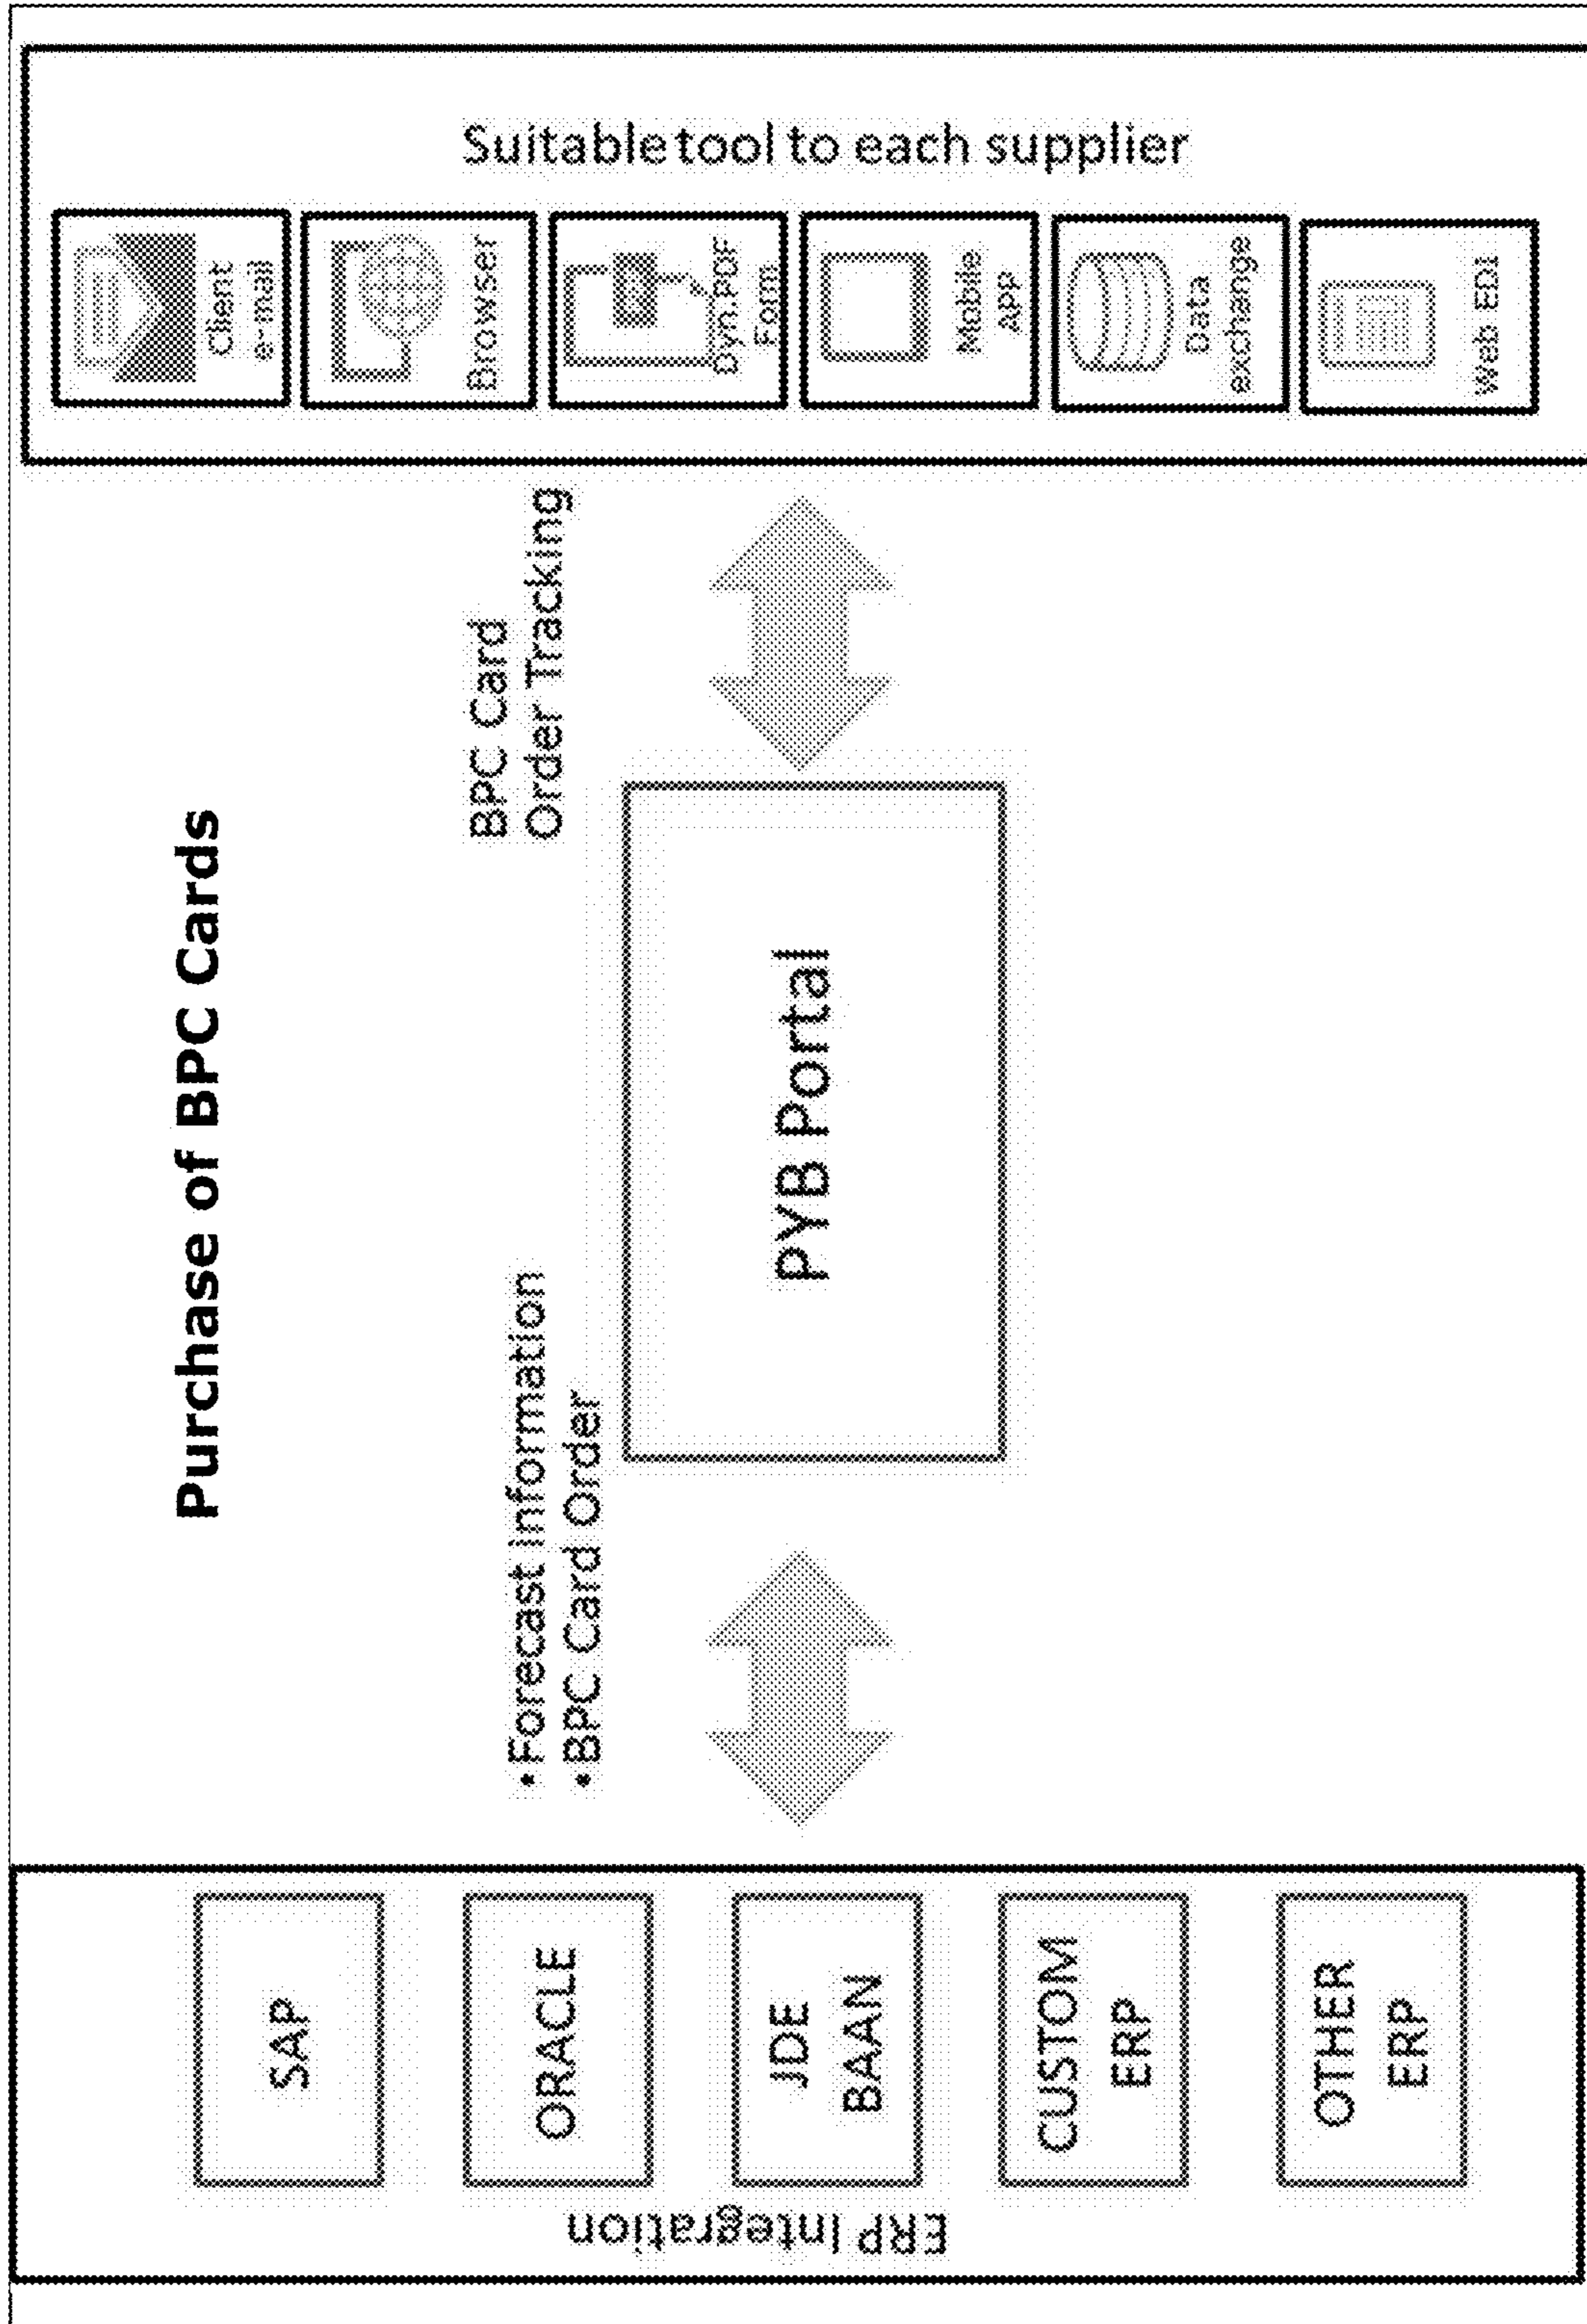 Purchase of BPC Cards
ERP Integration
SAP
ORACLE
JDE
BAAN
CUSTOM
ERP
OTHER
ERP
•Forecast information
•BPC Card Order
PYB Portal
BPC Card
Order Tracking
Client
e-mail
Browser
Dyn.PDF
Form
Mobile
APP
Data
exchange
Web EDI
Suitable tool to each supplier